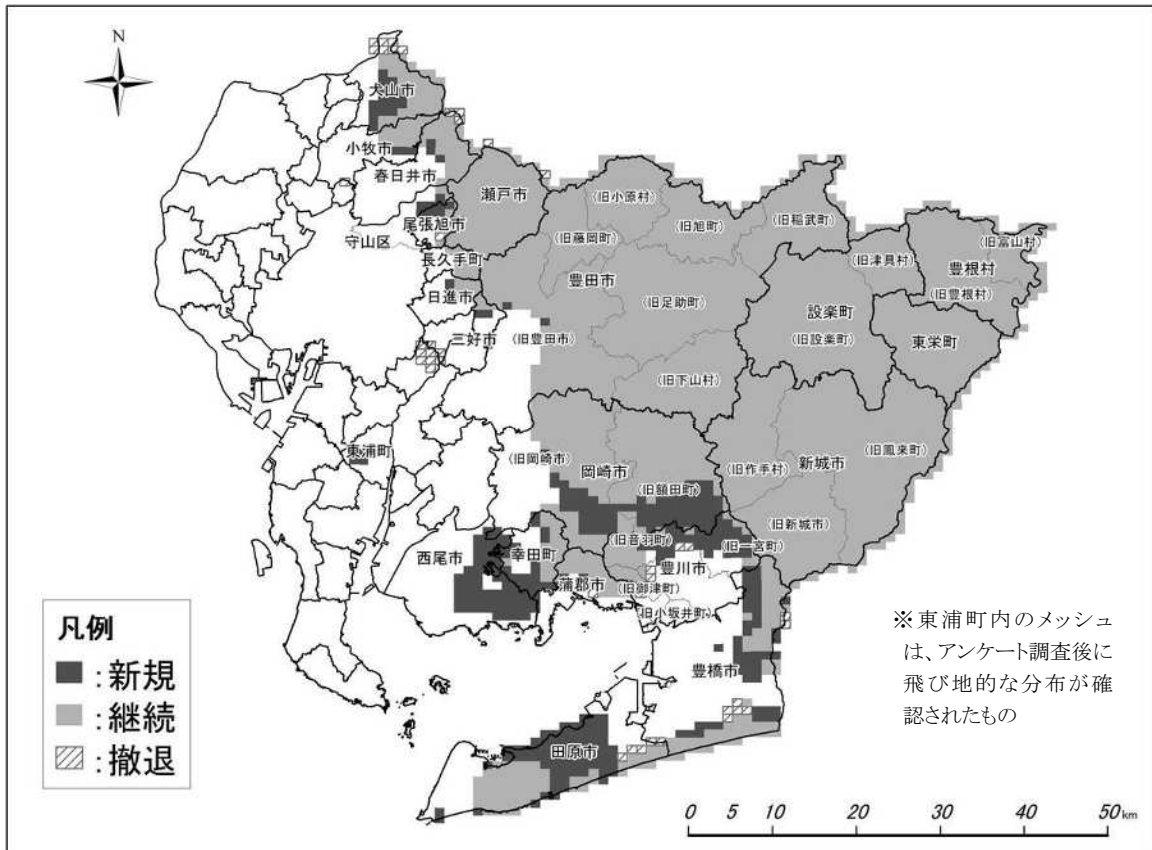 N
犬山市
小牧市
春日井市
瀬戸市
(旧小原村)
(旧旭町)
(旧稲武町)
尾張旭市
守山区
(旧藤岡町)
(旧津具村)
(旧富山村)
豊根村
長久手町
豊田市
(旧豊根村)
日進市
(旧足助町)
設楽町
三好市
(旧豊田市)
(旧設楽町)
東栄町
(旧下山村)
東浦町
(旧岡崎市)
岡崎市
(旧額田町)
(旧作手村)
新城市
(旧鳳来町)
(旧新城市)
西尾市
幸田町
(旧音羽町)
(旧一宮町)
豊川市
蒲郡市
(旧御津町)
(旧小坂井町)
豊橋市
田原市
凡例
:新規
:継続
:撤退
※東浦町内のメッシュ
は、アンケート調査後に
飛び地的な分布が確
認されたもの
0 5 10 20 30 40 50 km